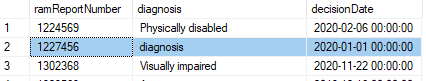 ramReportNumber diagnosis decisionDate
1 1224569 Physically disabled 2020-02-06 00:00:00
2 1227456 diagnosis 2020-01-01 00:00:00
3 1302368 Visually impaired 2020-11-22 00:00:00